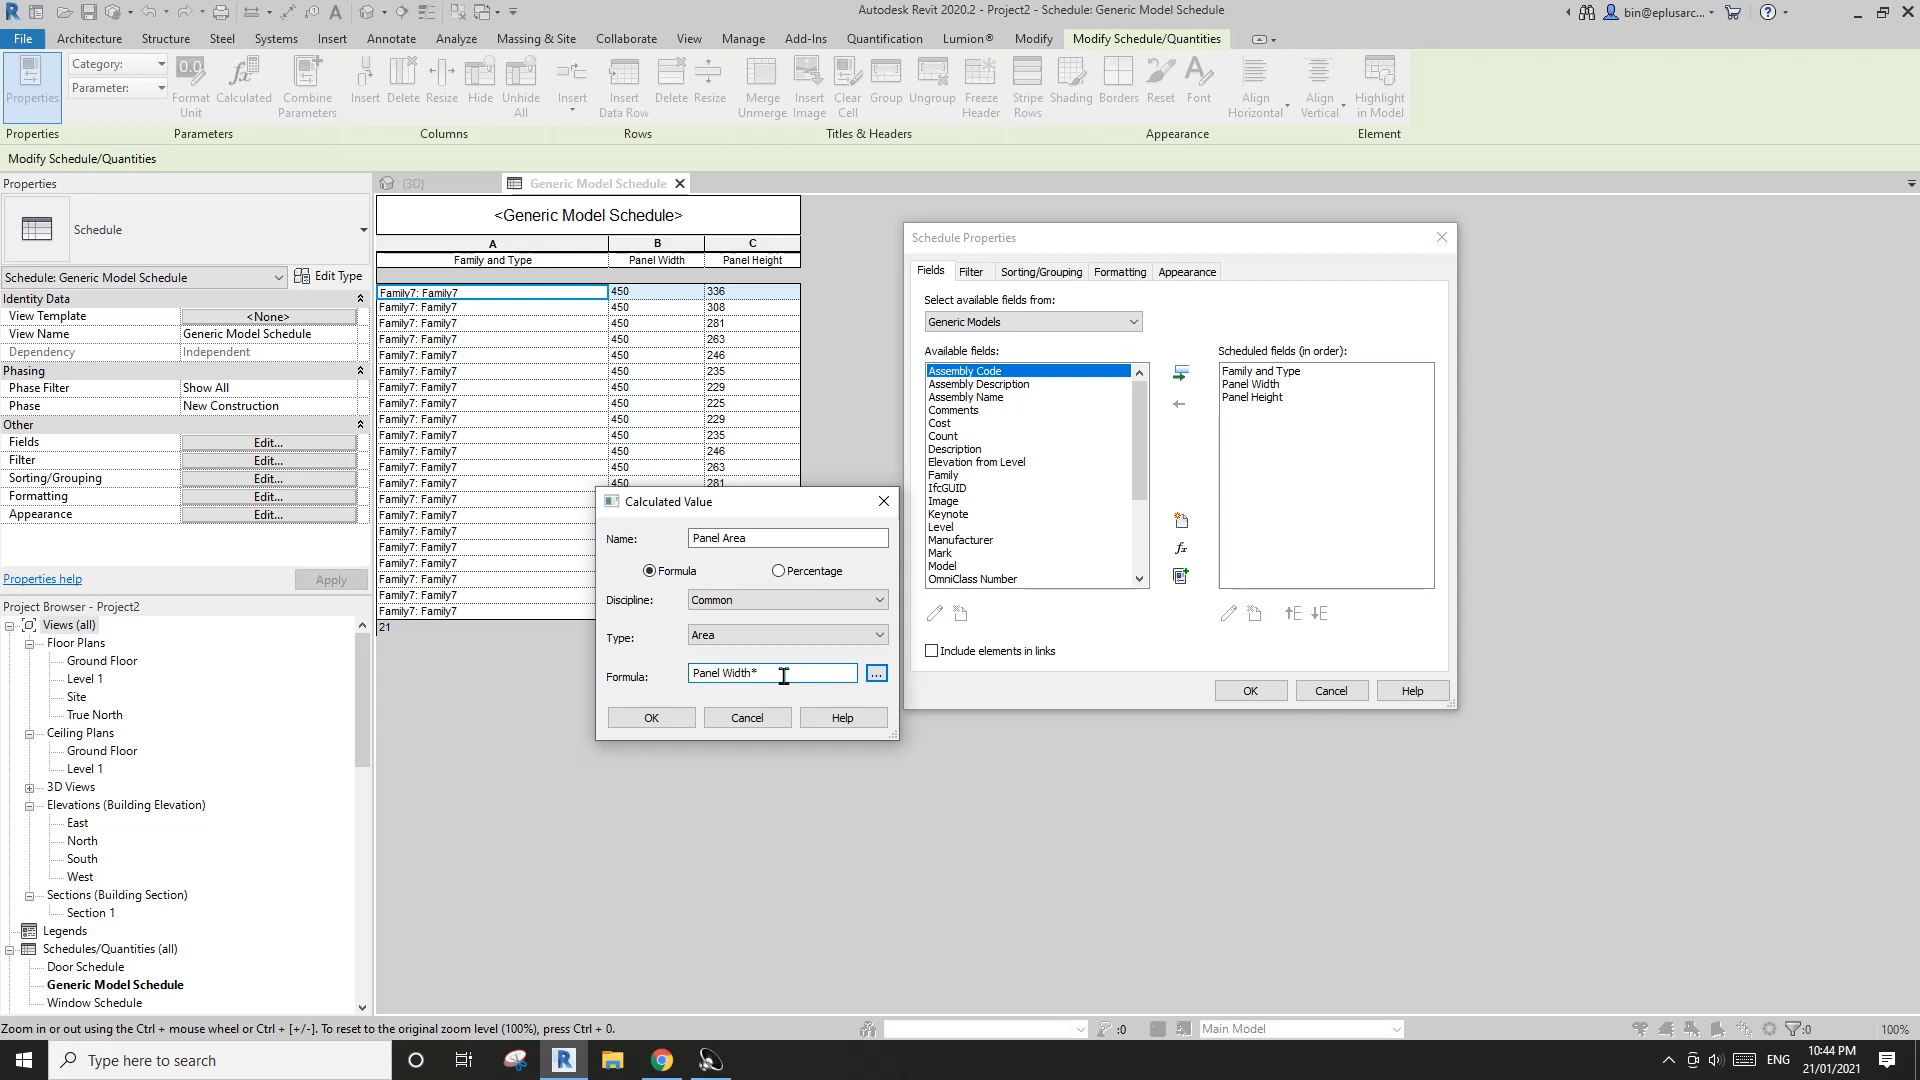 Autodesk Revit 2020.2 - Project2 - Schedule: Generic Model Schedule
bin@eplusarc...
File Architecture Structure Steel Systems Insert Annotate Analyze Massing & Site Collaborate View Manage Add-Ins Quantification Lumion® Modify Modify Schedule/Quantities
Category:
Parameter:
Properties
Format Unit
Calculated
Combine Parameters
Insert
Delete
Resize
Hide
Unhide All
Insert
Insert Data Row
Delete
Resize
Merge Unmerge
Insert Image
Clear Cell
Group
Ungroup
Freeze Header
Stripe Rows
Shading
Borders
Reset
Font
Align Horizontal
Align Vertical
Highlight in Model
Properties Parameters Columns Rows Titles & Headers Appearance Element
Modify Schedule/Quantities
Properties
Schedule
Schedule: Generic Model Schedule
Edit Type
Identity Data
View Template <None>
View Name Generic Model Schedule
Dependency Independent
Phasing
Phase Filter Show All
Phase New Construction
Other
Fields Edit...
Filter Edit...
Sorting/Grouping Edit...
Formatting Edit...
Appearance Edit...
Properties help
Apply
Project Browser - Project2
Views (all)
Floor Plans
Ground Floor
Level 1
Site
True North
Ceiling Plans
Ground Floor
Level 1
3D Views
Elevations (Building Elevation)
East
North
South
West
Sections (Building Section)
Section 1
Legends
Schedules/Quantities (all)
Door Schedule
Generic Model Schedule
Window Schedule
{3D}
Generic Model Schedule
<Generic Model Schedule>
A B C
Family and Type Panel Width Panel Height
Family7: Family7 450 336
Family7: Family7 450 308
Family7: Family7 450 281
Family7: Family7 450 263
Family7: Family7 450 246
Family7: Family7 450 235
Family7: Family7 450 229
Family7: Family7 450 225
Family7: Family7 450 229
Family7: Family7 450 235
Family7: Family7 450 246
Family7: Family7 450 263
Family7: Family7 450 281
Family7: Family7
Family7: Family7
Family7: Family7
Family7: Family7
Family7: Family7
Family7: Family7
Family7: Family7
Family7: Family7
21
Calculated Value
Name: Panel Area
Formula Percentage
Discipline: Common
Type: Area
Formula: Panel Width* ...
OK Cancel Help
Schedule Properties
Fields Filter Sorting/Grouping Formatting Appearance
Select available fields from:
Generic Models
Available fields:
Assembly Code
Assembly Description
Assembly Name
Comments
Cost
Count
Description
Elevation from Level
Family
IfcGUID
Image
Keynote
Level
Manufacturer
Mark
Model
OmniClass Number
fx
Scheduled fields (in order):
Family and Type
Panel Width
Panel Height
Include elements in links
OK Cancel Help
Zoom in or out using the Ctrl + mouse wheel or Ctrl + [+/-]. To reset to the original zoom level (100%), press Ctrl + 0.
:0
Main Model
:0
100%
Type here to search
ENG
10:44 PM
21/01/2021